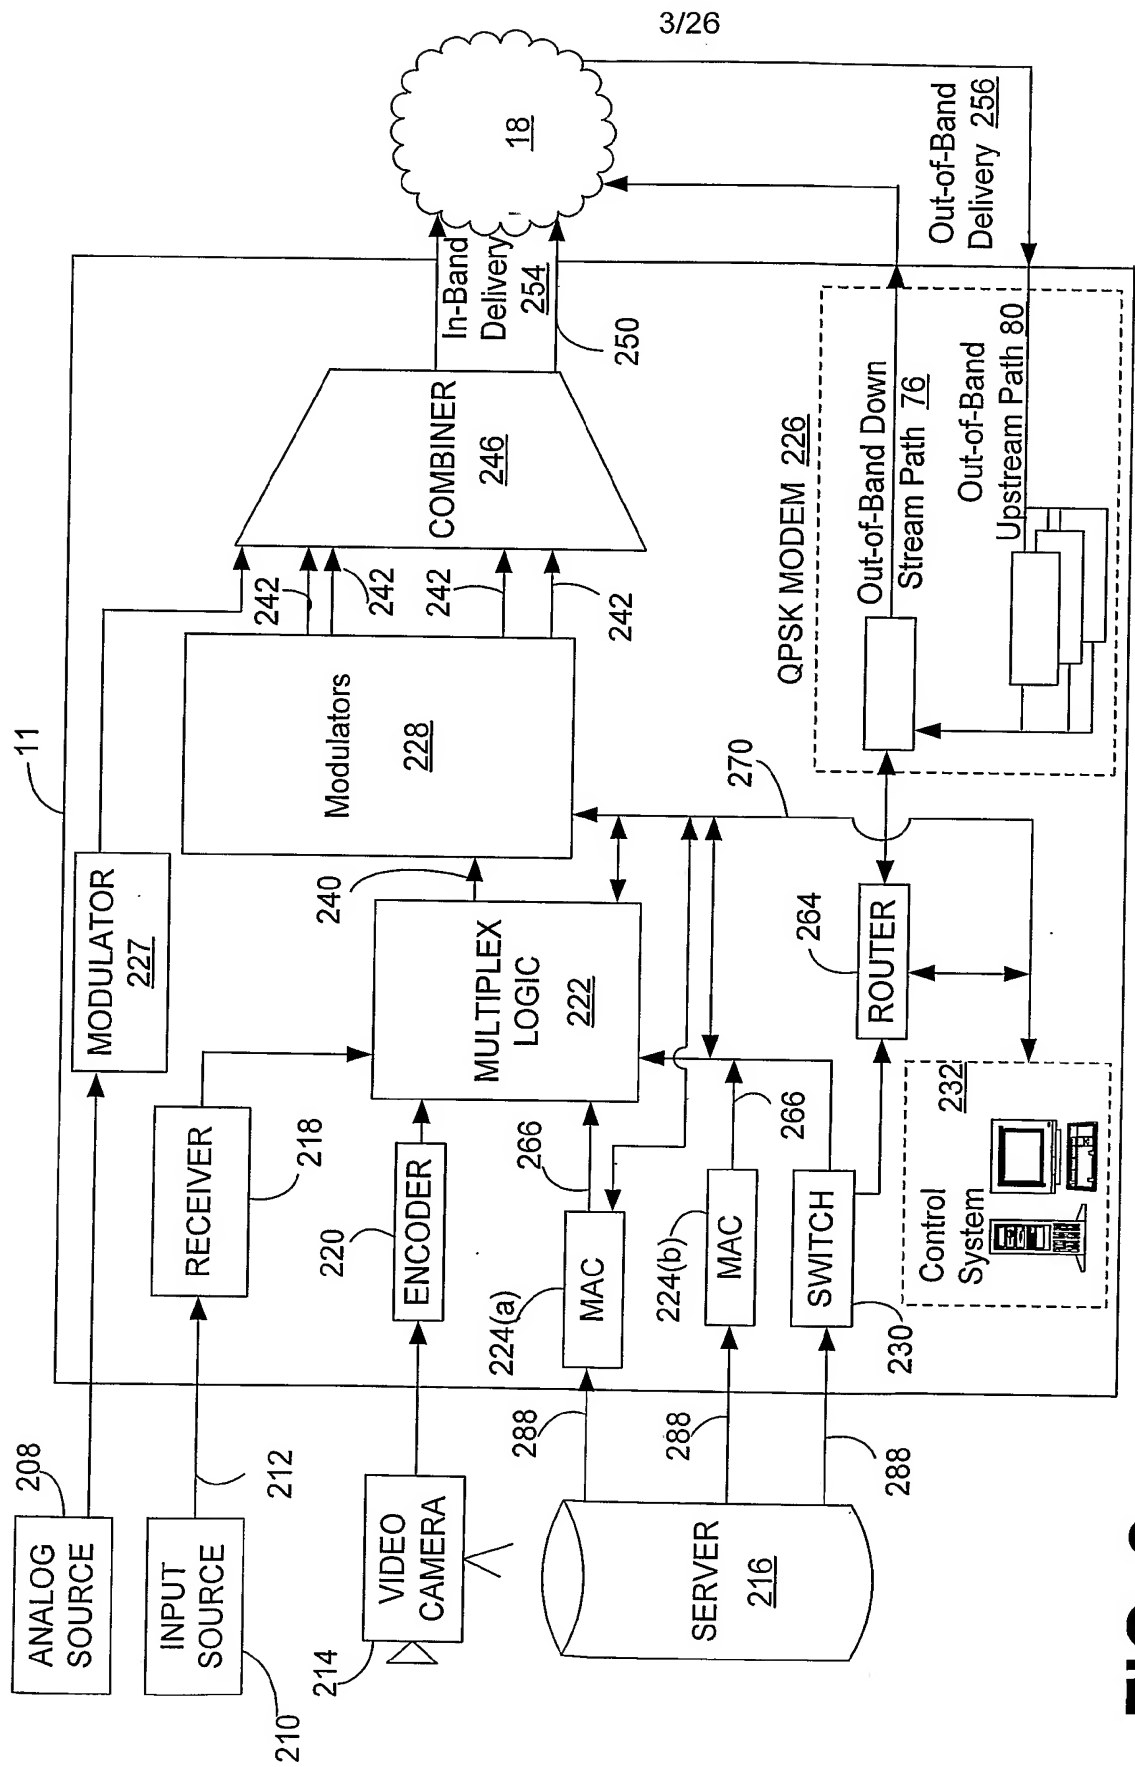 3/26
11
ANALOG
SOURCE
208
MODULATOR
227
INPUT
SOURCE
210
212
RECEIVER
218
VIDEO
CAMERA
214
ENCODER
220
SERVER
216
288
288
288
MAC
224(a)
266
MAC
224(b)
266
SWITCH
230
MULTIPLEX
LOGIC
222
240
Modulators
228
242
242
242
242
COMBINER
246
In-Band
Delivery
254
250
18
ROUTER
264
270
Control
System
232
QPSK MODEM 226
Out-of-Band Down
Stream Path 76
Out-of-Band
Upstream Path 80
Out-of-Band
Delivery 256